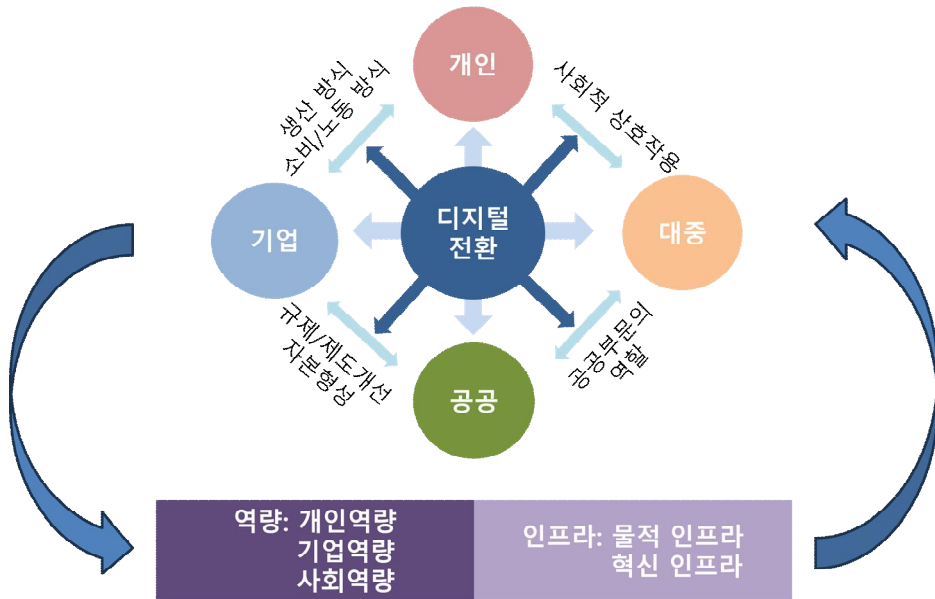 개인
생산 방식
소비/노동 방식
사회적 상호작용
기업
디지털
전환
대중
규제/제도개선
자본형성
공공부문의
역할
공공
역량: 개인역량
기업역량
사회역량
인프라: 물적 인프라
혁신 인프라